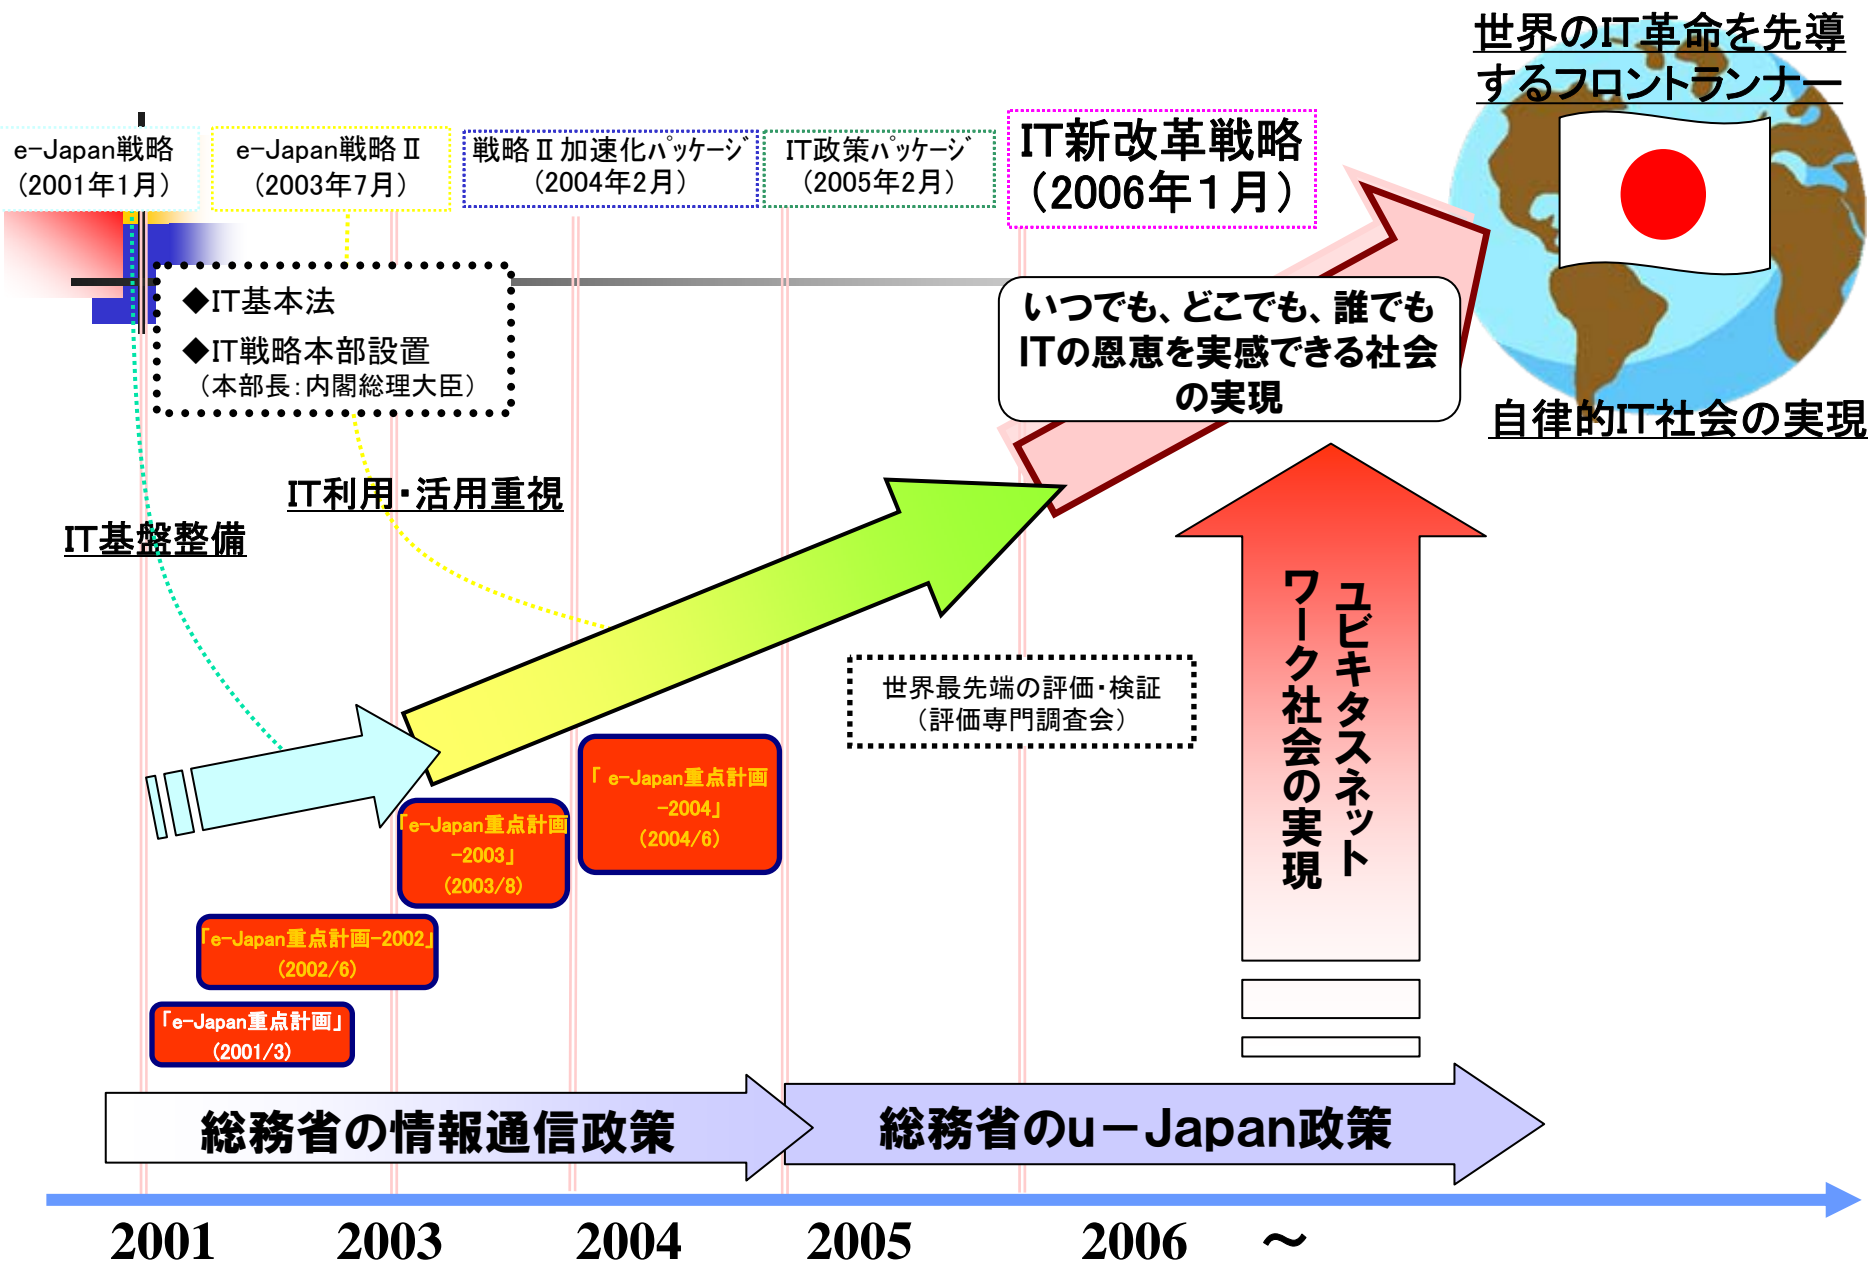 世界のIT革命を先導
するフロントランナー
e-Japan戦略
(2001年1月)
e-Japan戦略Ⅱ
(2003年7月)
戦略Ⅱ加速化ﾊﾟｯｹｰｼﾞ
(2004年2月)
IT政策ﾊﾟｯｹｰｼﾞ
(2005年2月)
IT新改革戦略
(2006年1月)
◆IT基本法
◆IT戦略本部設置
(本部長:内閣総理大臣)
いつでも、どこでも、誰でも
ITの恩恵を実感できる社会
の実現
自律的IT社会の実現
IT利用・活用重視
IT基盤整備
世界最先端の評価・検証
(評価専門調査会)
ユビキタスネット
ワーク社会の実現
「 e-Japan重点計画
-2004」
(2004/6)
「e-Japan重点計画
-2003」
(2003/8)
「e-Japan重点計画-2002」
(2002/6)
「e-Japan重点計画」
(2001/3)
総務省の情報通信政策
総務省のu-Japan政策
2001 2003 2004 2005 2006 ～